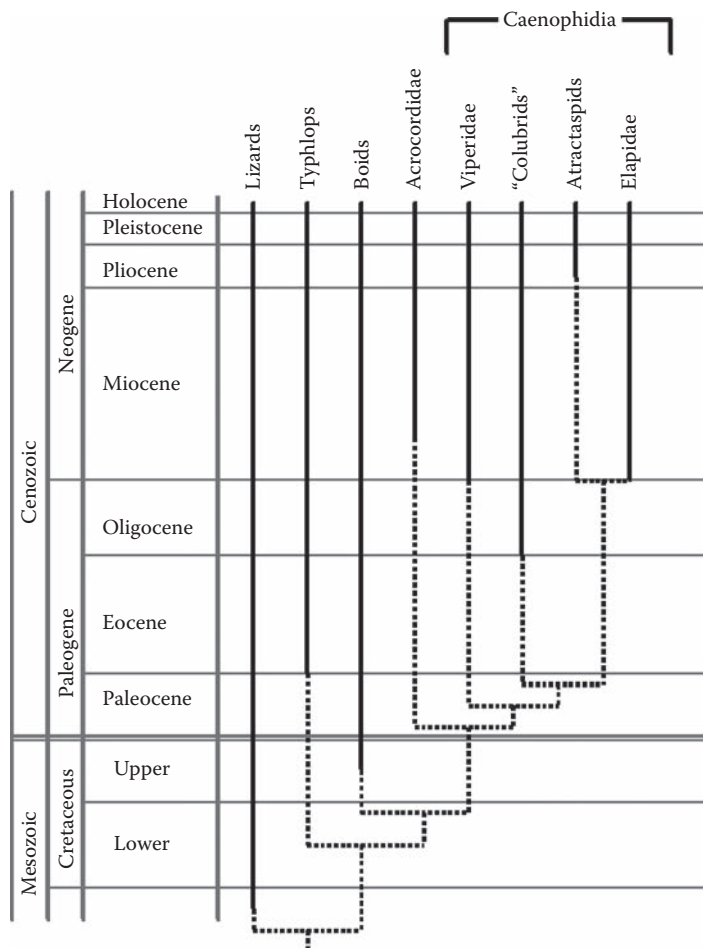 Caenophidia
Lizards
Typhlops
Boids
Acrocordidae
Viperidae
“Colubrids”
Atractaspids
Elapidae
Holocene
Pleistocene
Pliocene
Miocene
Oligocene
Eocene
Paleocene
Upper
Lower
Neogene
Paleogene
Cretaceous
Cenozoic
Mesozoic